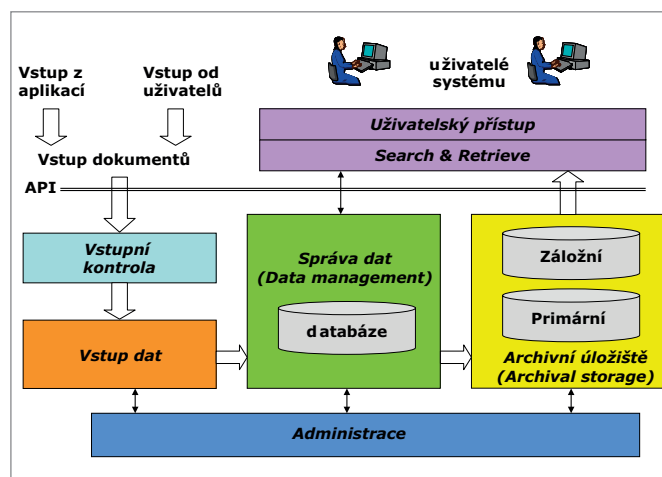 Vstup z
aplikací
Vstup od
uživatelů
uživatelé
systému
Uživatelský přístup
Search & Retrieve
Vstup dokumentů
API
Vstupní
kontrola
Správa dat
(Data management)
databáze
Záložní
Primární
Vstup dat
Archivní úložiště
(Archival storage)
Administrace